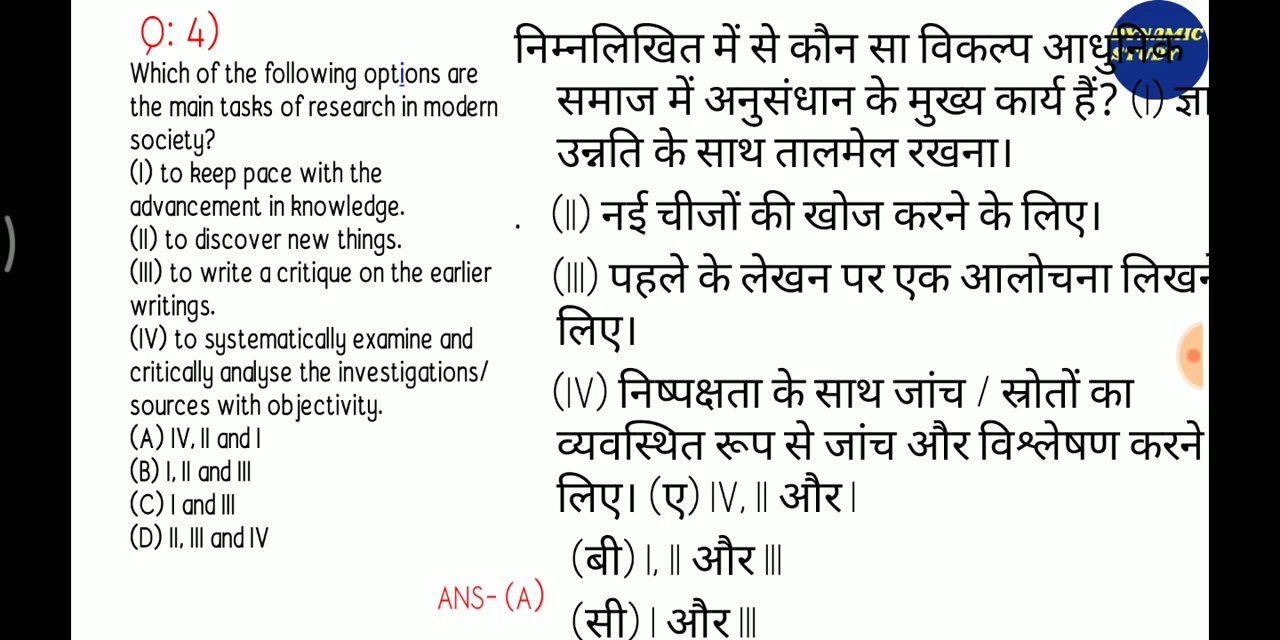 Q: 4)
Which of the following options are
the main tasks of research in modern
society?
(I) to keep pace with the
advancement in knowledge.
(II) to discover new things.
(III) to write a critique on the earlier
writings.
(IV) to systematically examine and
critically analyse the investigations/
sources with objectivity.
(A) IV, II and I
(B) I, II and III
(C) I and III
(D) II, III and IV
ANS- (A)
निम्नलिखित में से कौन सा विकल्प आधुनिक
समाज में अनुसंधान के मुख्य कार्य हैं? (I)
उन्नति के साथ तालमेल रखना।
. (II) नई चीजों की खोज करने के लिए।
(III) पहले के लेखन पर एक आलोचना
लिए।
(IV) निष्पक्षता के साथ जांच / स्रोतों का
व्यवस्थित रूप से जांच और विश्लेषण करने
लिए। (ए) IV, II और I
(बी) I, II और III
(सी) I और III
DYNAMIC
STUDY